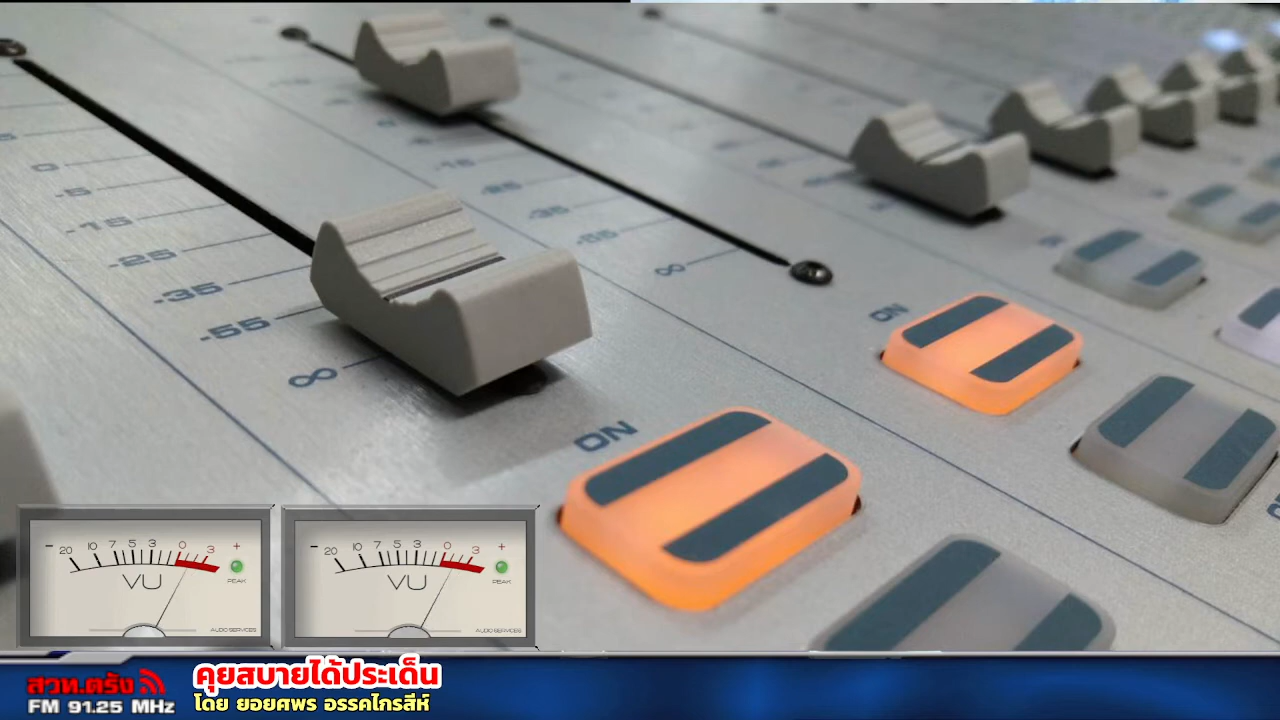 0
-5
-15
-25
-35
-55
∞
ON
-15
-25
-35
-55
∞
ON
- 20 10 7 5 3 0 3 +
VU
PEAK
AUDIO SERVICES
- 20 10 7 5 3 0 3 +
VU
PEAK
AUDIO SERVICES
สวท.ตรัง
FM 91.25 MHz
คุยสบายได้ประเด็น
โดย ยอยศพร อรรคไกรสีห์